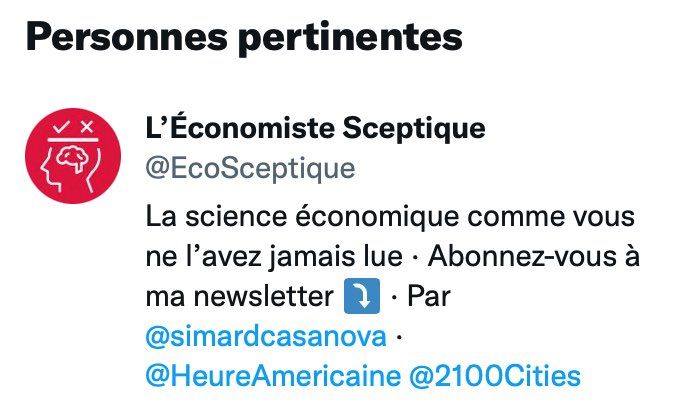 Personnes pertinentes
L’Économiste Sceptique
@EcoSceptique
La science économique comme vous
ne l’avez jamais lue · Abonnez-vous à
ma newsletter ⤵️ · Par
@simardcasanova ·
@HeureAmericaine @2100Cities